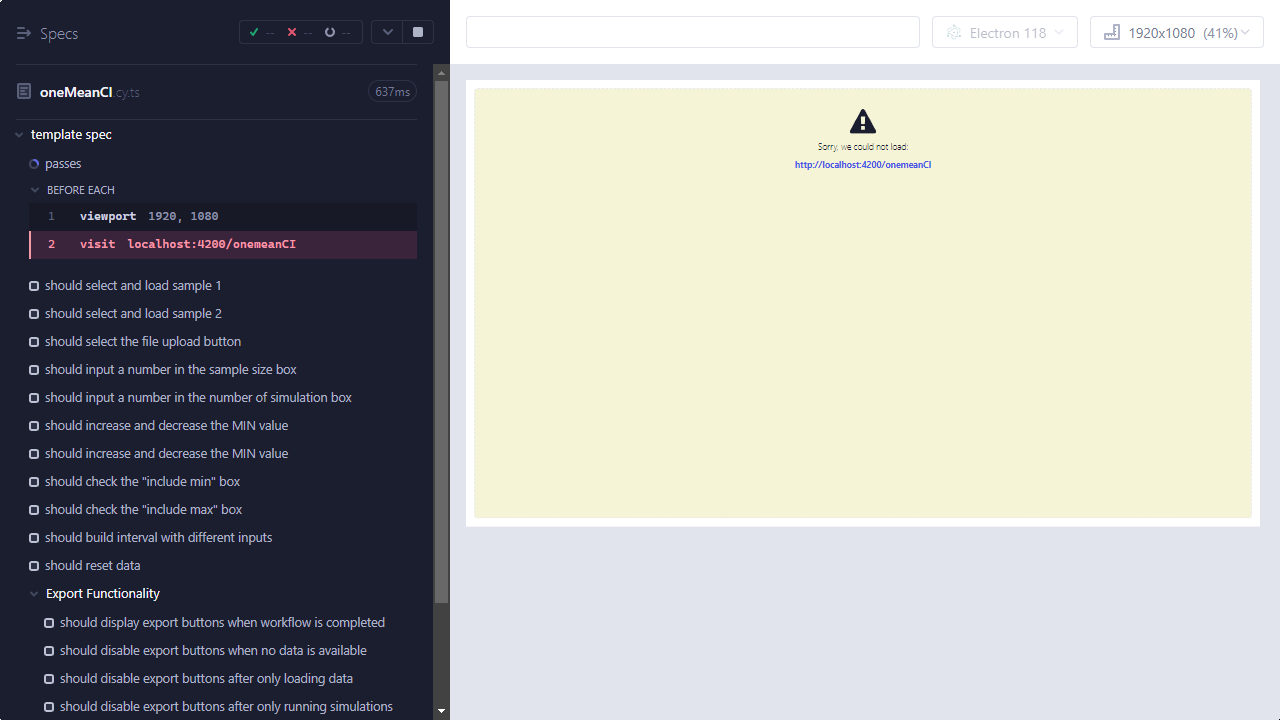 Specs
-- -- --
oneMeanCI.cy.ts 637ms
template spec
passes
BEFORE EACH
1 viewport 1920, 1080
2 visit localhost:4200/onemeanCI
should select and load sample 1
should select and load sample 2
should select the file upload button
should input a number in the sample size box
should input a number in the number of simulation box
should increase and decrease the MIN value
should increase and decrease the MIN value
should check the "include min" box
should check the "include max" box
should build interval with different inputs
should reset data
Export Functionality
should display export buttons when workflow is completed
should disable export buttons when no data is available
should disable export buttons after only loading data
should disable export buttons after only running simulations
Electron 118
1920x1080 (41%)
Sorry, we could not load:
http://localhost:4200/onemeanCI